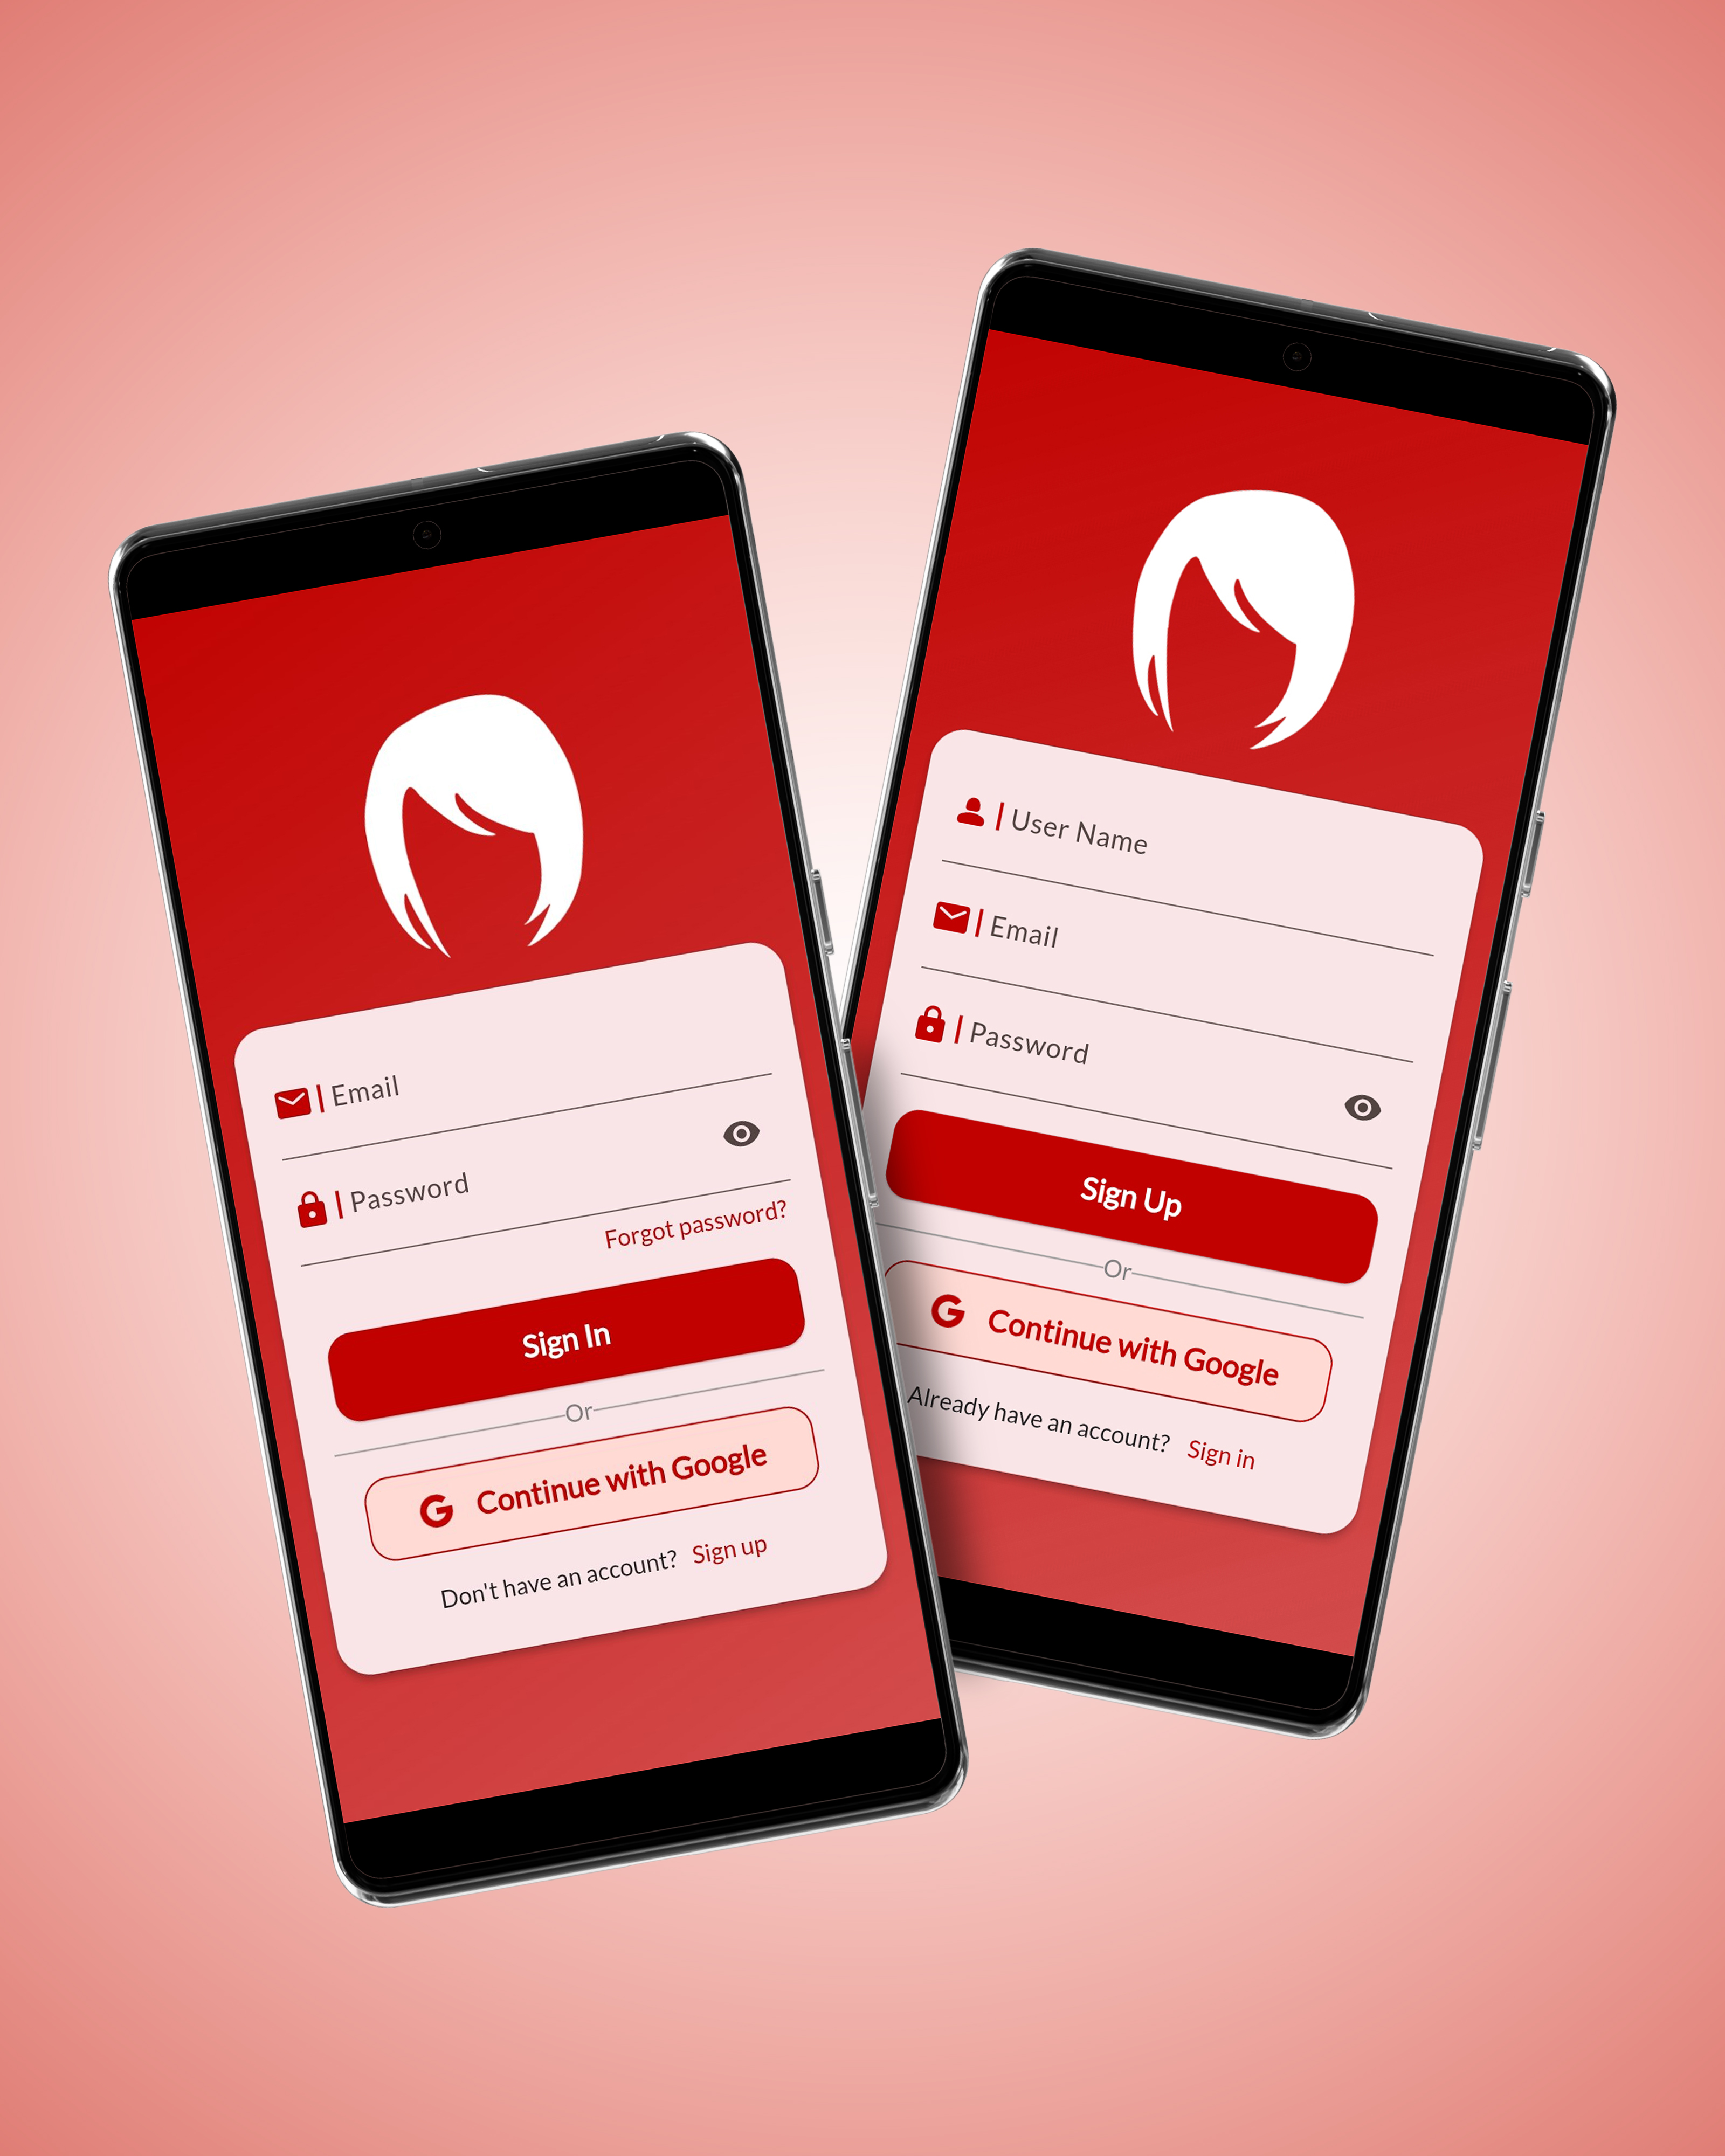 Email
Password
Forgot password?
Sign In
Or
G Continue with Google
Don't have an account? Sign up
User Name
Email
Password
Sign Up
Or
G Continue with Google
Already have an account? Sign in